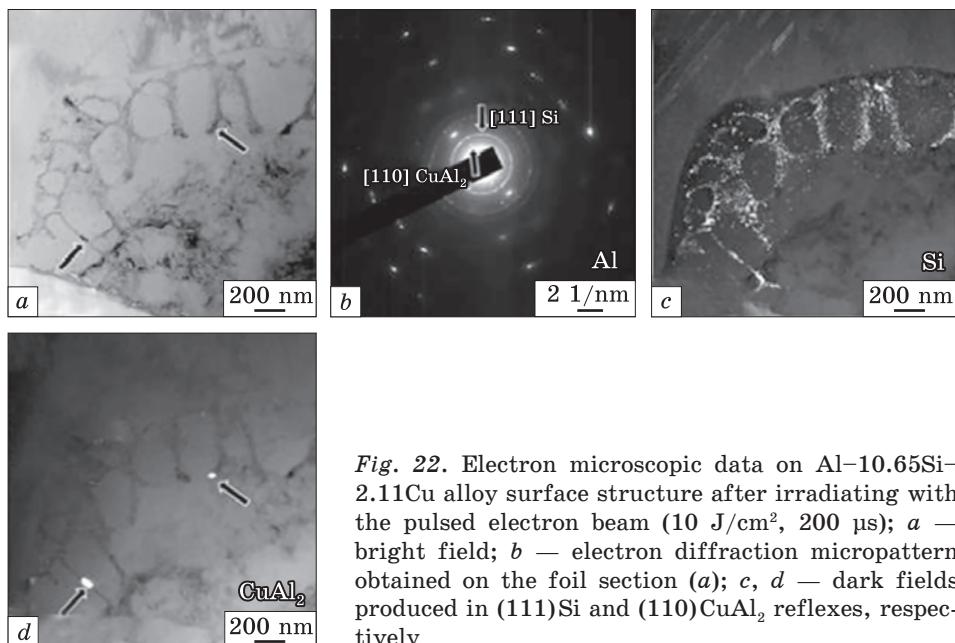 a
200 nm
[111] Si
[110] CuAl₂
Al
b
2 1/nm
Si
c
200 nm
CuAl₂
d
200 nm
Fig. 22. Electron microscopic data on Al–10.65Si–
2.11Cu alloy surface structure after irradiating with
the pulsed electron beam (10 J/cm², 200 μs); a —
bright field; b — electron diffraction micropattern
obtained on the foil section (a); c, d — dark fields
produced in (111)Si and (110)CuAl₂ reflexes, respec-
tively